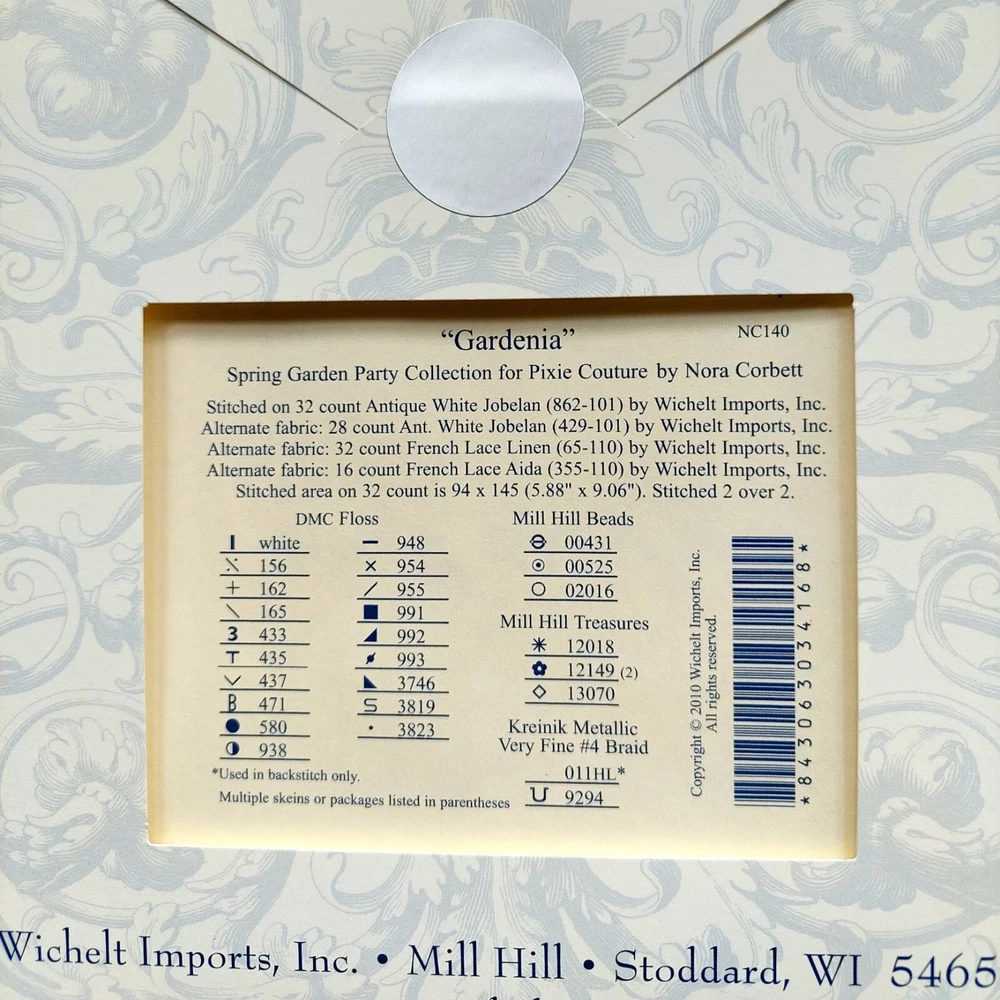 “Gardenia” NC140
Spring Garden Party Collection for Pixie Couture by Nora Corbett
Stitched on 32 count Antique White Jobelan (862-101) by Wichelt Imports, Inc.
Alternate fabric: 28 count Ant. White Jobelan (429-101) by Wichelt Imports, Inc.
Alternate fabric: 32 count French Lace Linen (65-110) by Wichelt Imports, Inc.
Alternate fabric: 16 count French Lace Aida (355-110) by Wichelt Imports, Inc.
Stitched area on 32 count is 94 x 145 (5.88" x 9.06"). Stitched 2 over 2.
DMC Floss
white
156
162
165
3 433
T 435
437
B 471
580
938
948
954
955
991
992
993
3746
S 3819
3823
*Used in backstitch only.
Multiple skeins or packages listed in parentheses
Mill Hill Beads
00431
00525
02016
Mill Hill Treasures
12018
12149 (2)
13070
Kreinik Metallic
Very Fine #4 Braid
011HL*
U 9294
Copyright © 2010 Wichelt Imports, Inc.
All rights reserved.
*84306303416​8*
Wichelt Imports, Inc. • Mill Hill • Stoddard, WI 5465